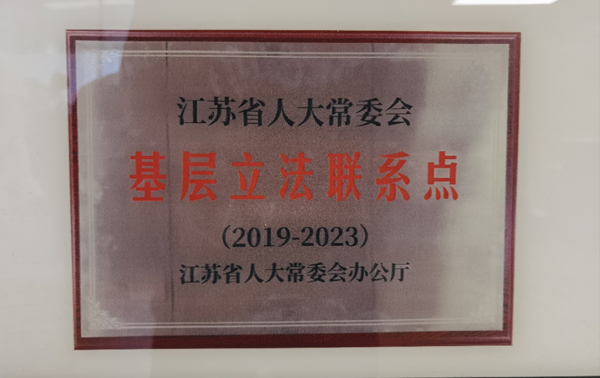 江苏省人大常委会
基层立法联系点
（2019-2023）
江苏省人大常委会办公厅